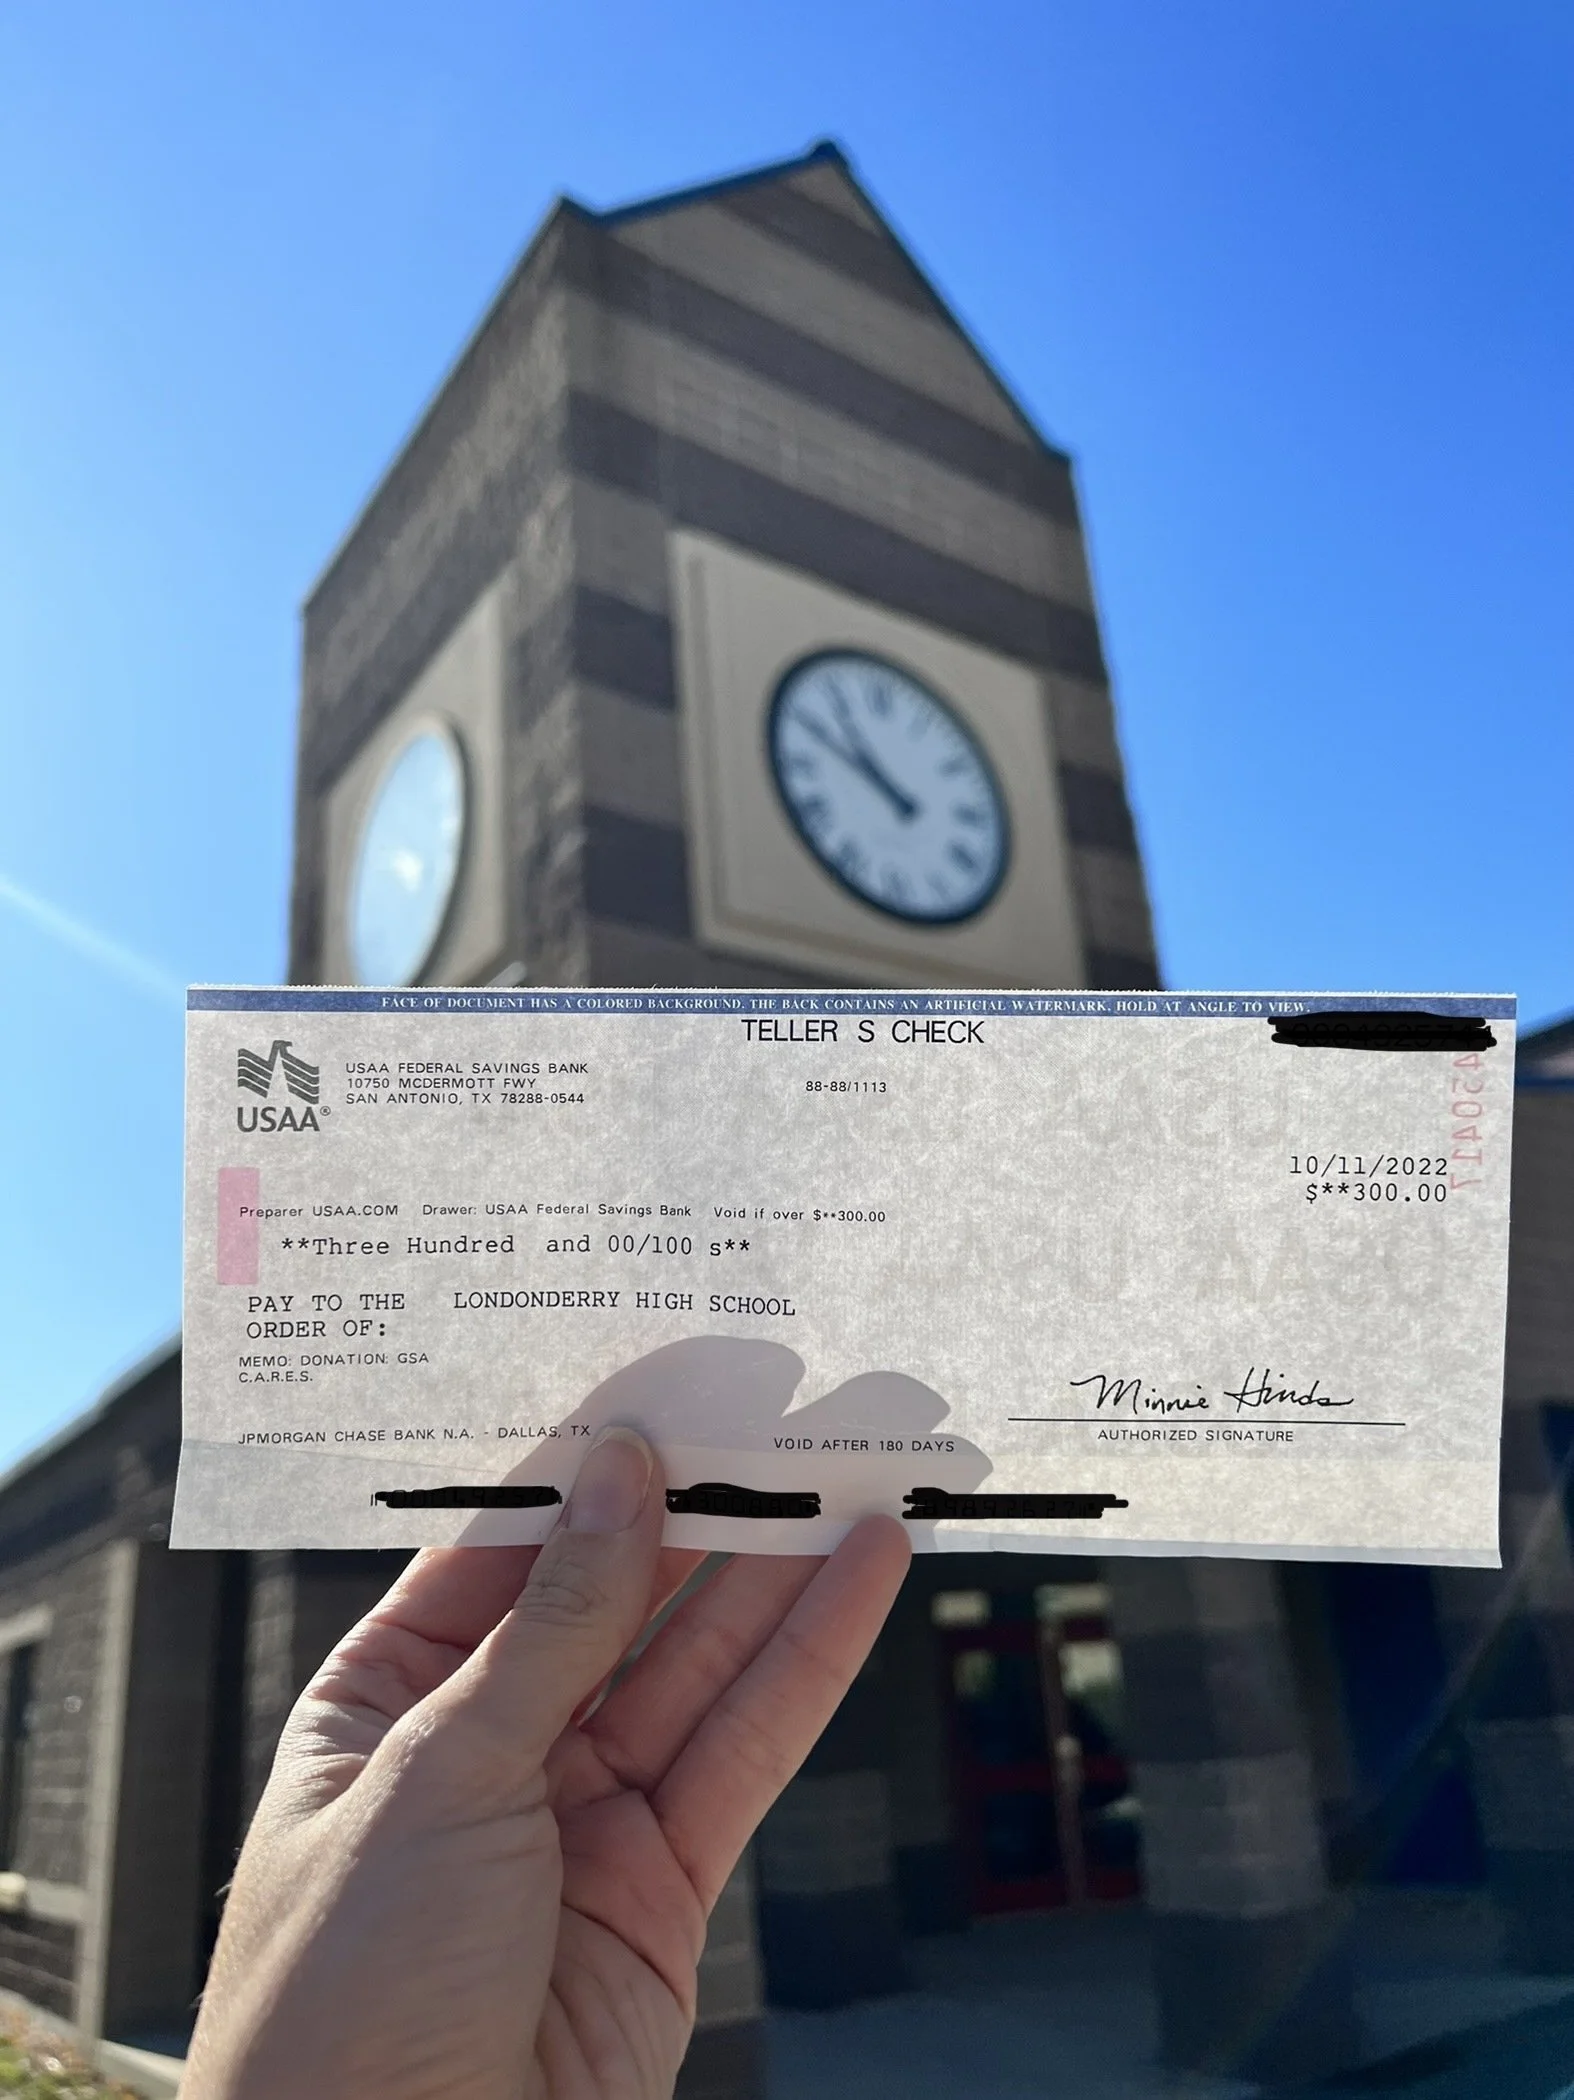 FACE OF DOCUMENT HAS A COLORED BACKGROUND. THE BACK CONTAINS AN ARTIFICIAL WATERMARK. HOLD AT ANGLE TO VIEW.
TELLER S CHECK
USAA®
USAA FEDERAL SAVINGS BANK
10750 MCDERMOTT FWY
SAN ANTONIO, TX 78288-0544
88-88/1113
450417
10/11/2022
$**300.00
Preparer USAA.COM Drawer: USAA Federal Savings Bank Void if over $**300.00
**Three Hundred and 00/100 s**
PAY TO THE LONDONDERRY HIGH SCHOOL
ORDER OF:
MEMO: DONATION: GSA
C.A.R.E.S.
Minnie Hinds
JPMORGAN CHASE BANK N.A. - DALLAS, TX
VOID AFTER 180 DAYS
AUTHORIZED SIGNATURE